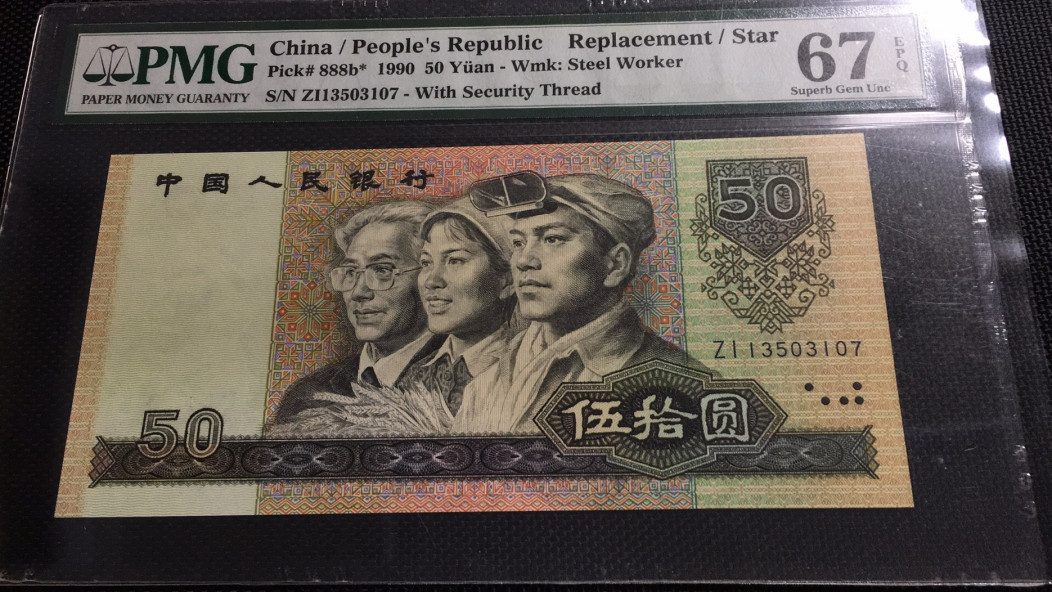 PMG
PAPER MONEY GUARANTY
China / People's Republic Replacement / Star
Pick# 888b* 1990 50 Yüan - Wmk: Steel Worker
S/N ZI13503107 - With Security Thread
67 EPQ
Superb Gem Unc
中国人民银行
50
ZI13503107
50
伍拾圆